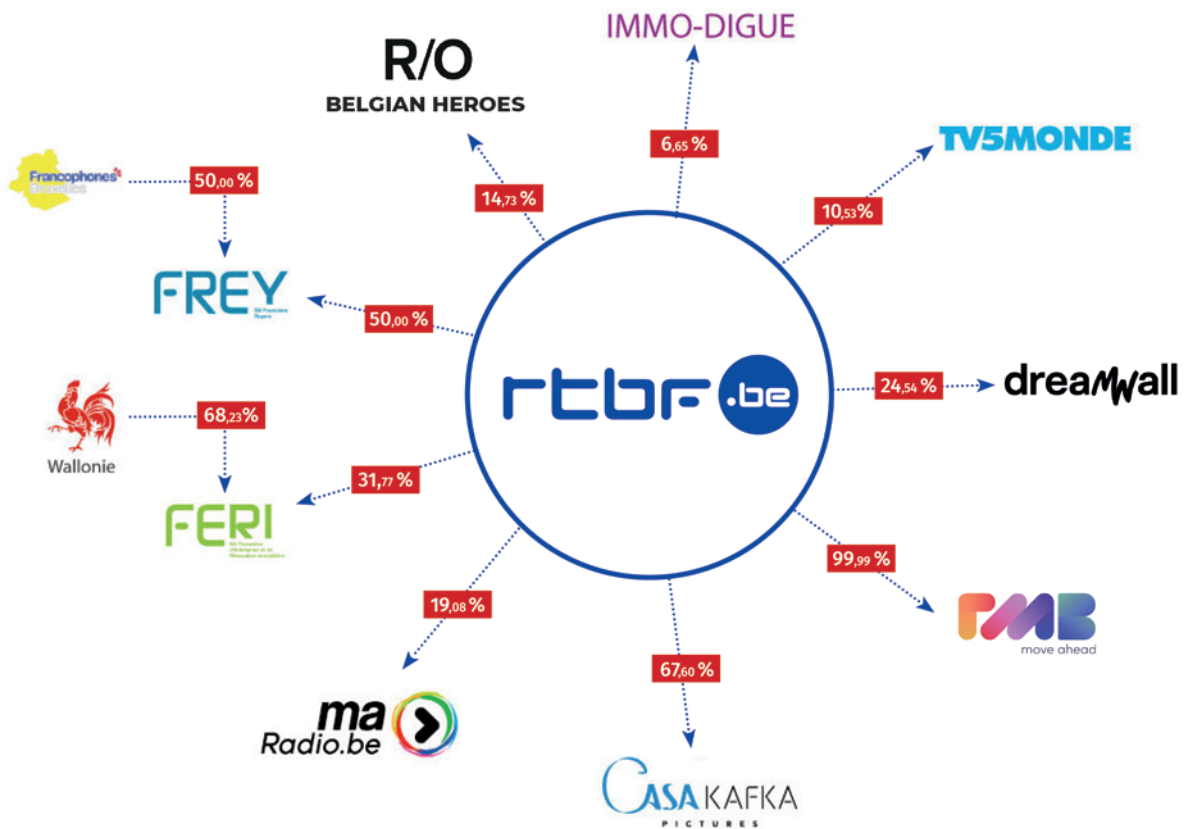 IMMO-DIGUE
R/O
BELGIAN HEROES
6,65 %
TV5MONDE
Francophones
Bruxelles
50,00 %
14,73 %
10,53%
FREY
50,00 %
rtbf.be
24,54 %
dreamwall
68,23%
Wallonie
31,77 %
FERI
99,99 %
19,08 %
rmb
move ahead
67,60 %
ma
Radio.be
CASA KAFKA
PICTURES